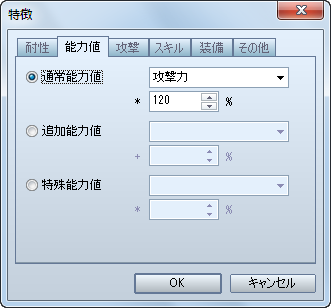 特徴
耐性 能力値 攻撃 スキル 装備 その他
通常能力値 攻撃力
* 120 %
追加能力値
+ %
特殊能力値
* %
OK キャンセル